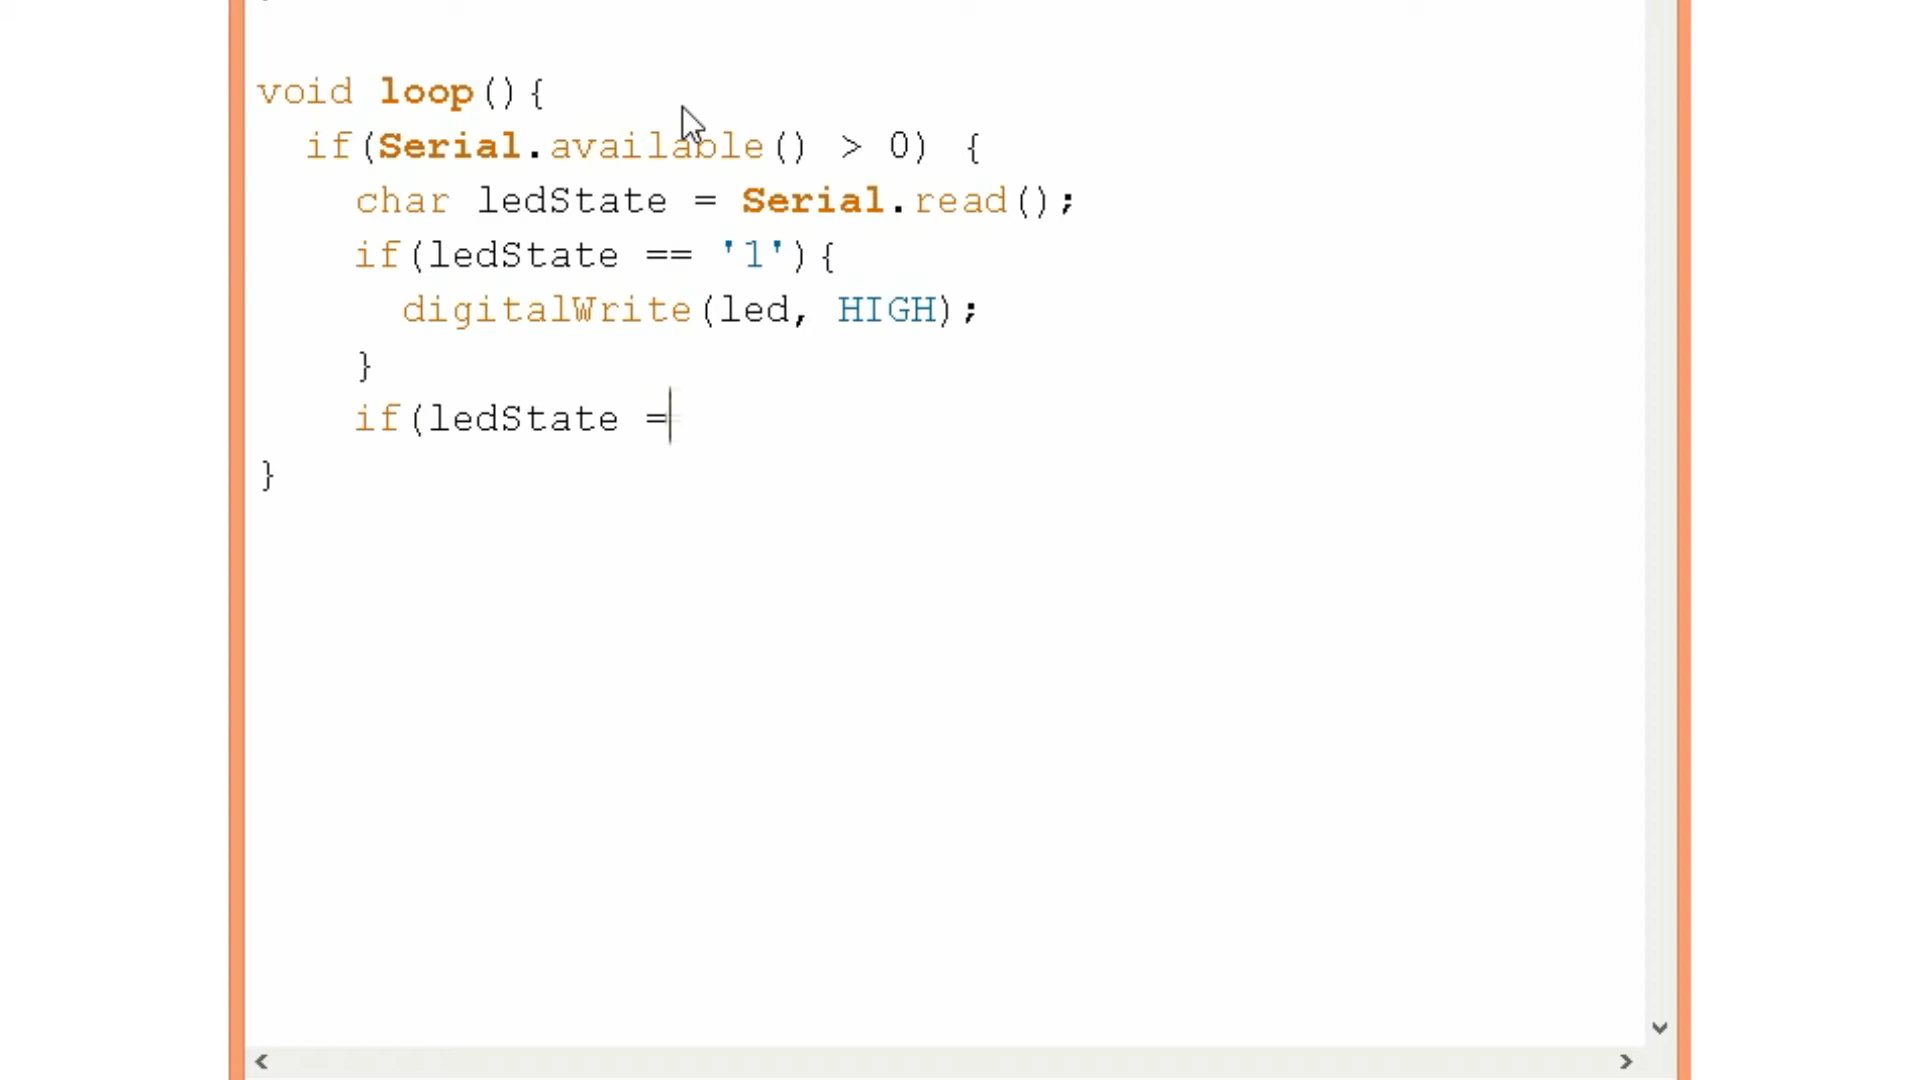 void loop(){
if(Serial.available() > 0) {
char ledState = Serial.read();
if(ledState == '1'){
digitalWrite(led, HIGH);
}
if(ledState =
}